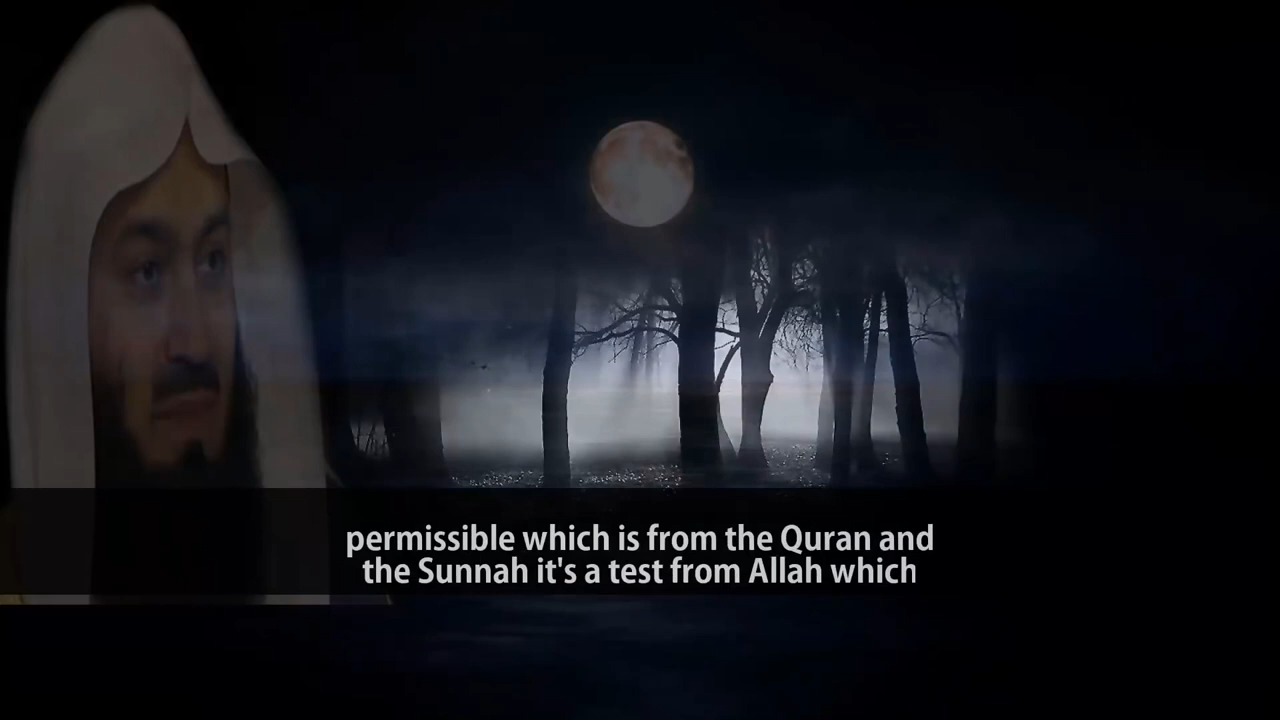 permissible which is from the Quran and
the Sunnah it's a test from Allah which